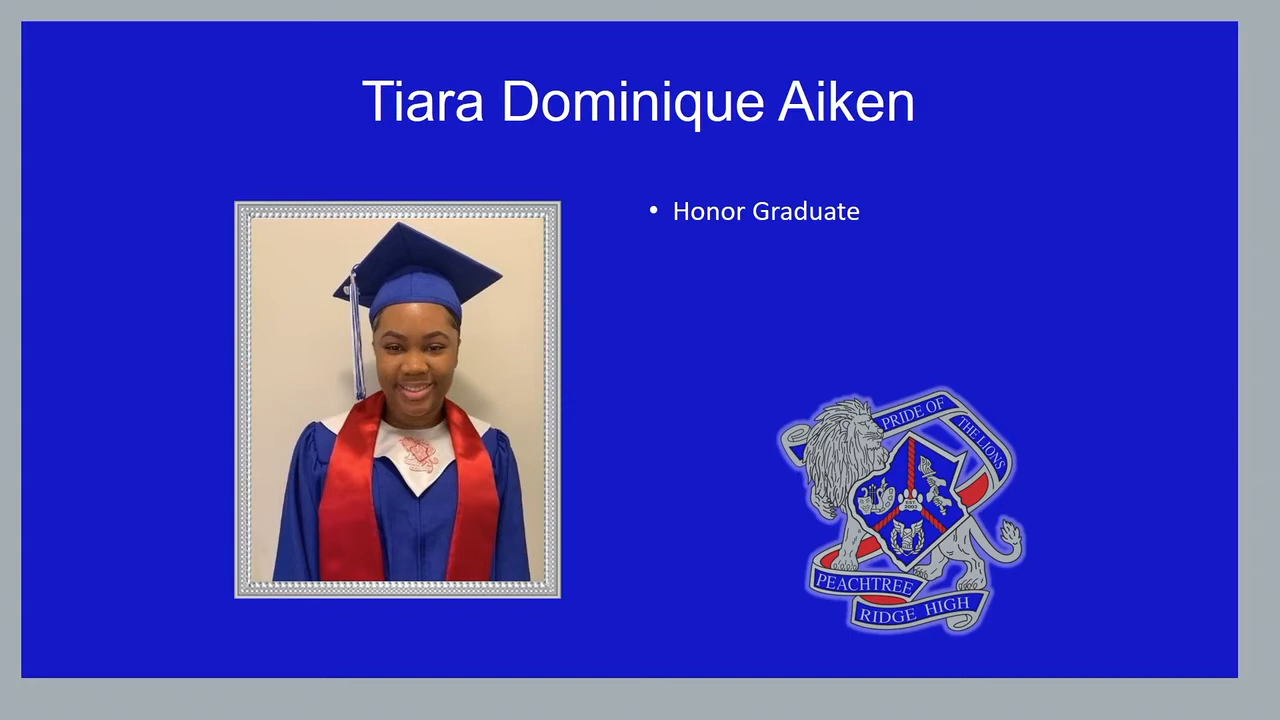 Tiara Dominique Aiken
Honor Graduate
PRIDE OF
THE LIONS
PEACHTREE
RIDGE HIGH